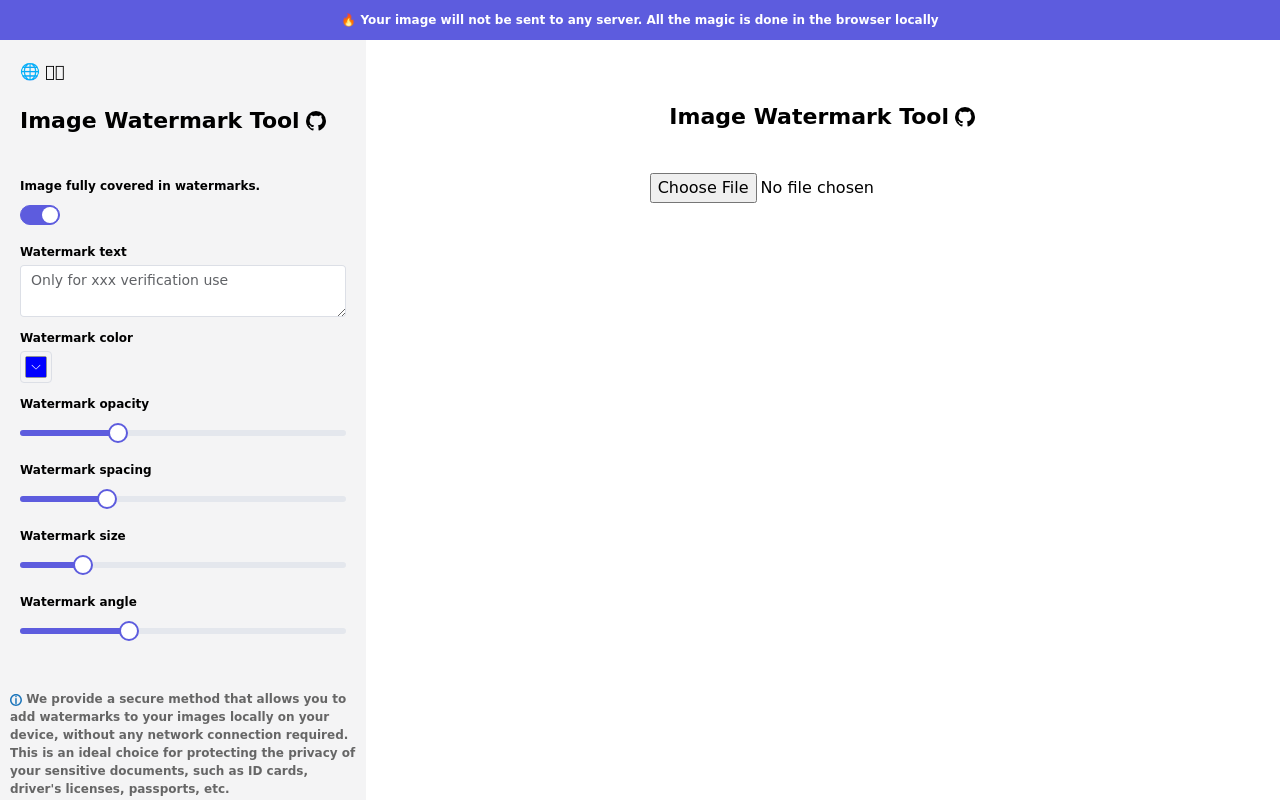 🔥 Your image will not be sent to any server. All the magic is done in the browser locally
Image Watermark Tool
Image fully covered in watermarks.
Watermark text
Only for xxx verification use
Watermark color
Watermark opacity
Watermark spacing
Watermark size
Watermark angle
We provide a secure method that allows you to
add watermarks to your images locally on your
device, without any network connection required.
This is an ideal choice for protecting the privacy of
your sensitive documents, such as ID cards,
driver's licenses, passports, etc.
Image Watermark Tool
Choose File No file chosen